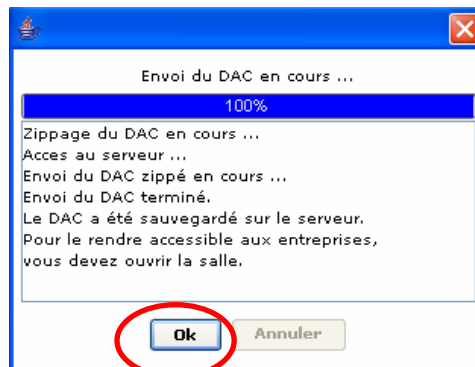 Envoi du DAC en cours ...
100%
Zippage du DAC en cours ...
Acces au serveur ...
Envoi du DAC zippé en cours ...
Envoi du DAC terminé.
Le DAC a été sauvegardé sur le serveur.
Pour le rendre accessible aux entreprises,
vous devez ouvrir la salle.
Ok Annuler